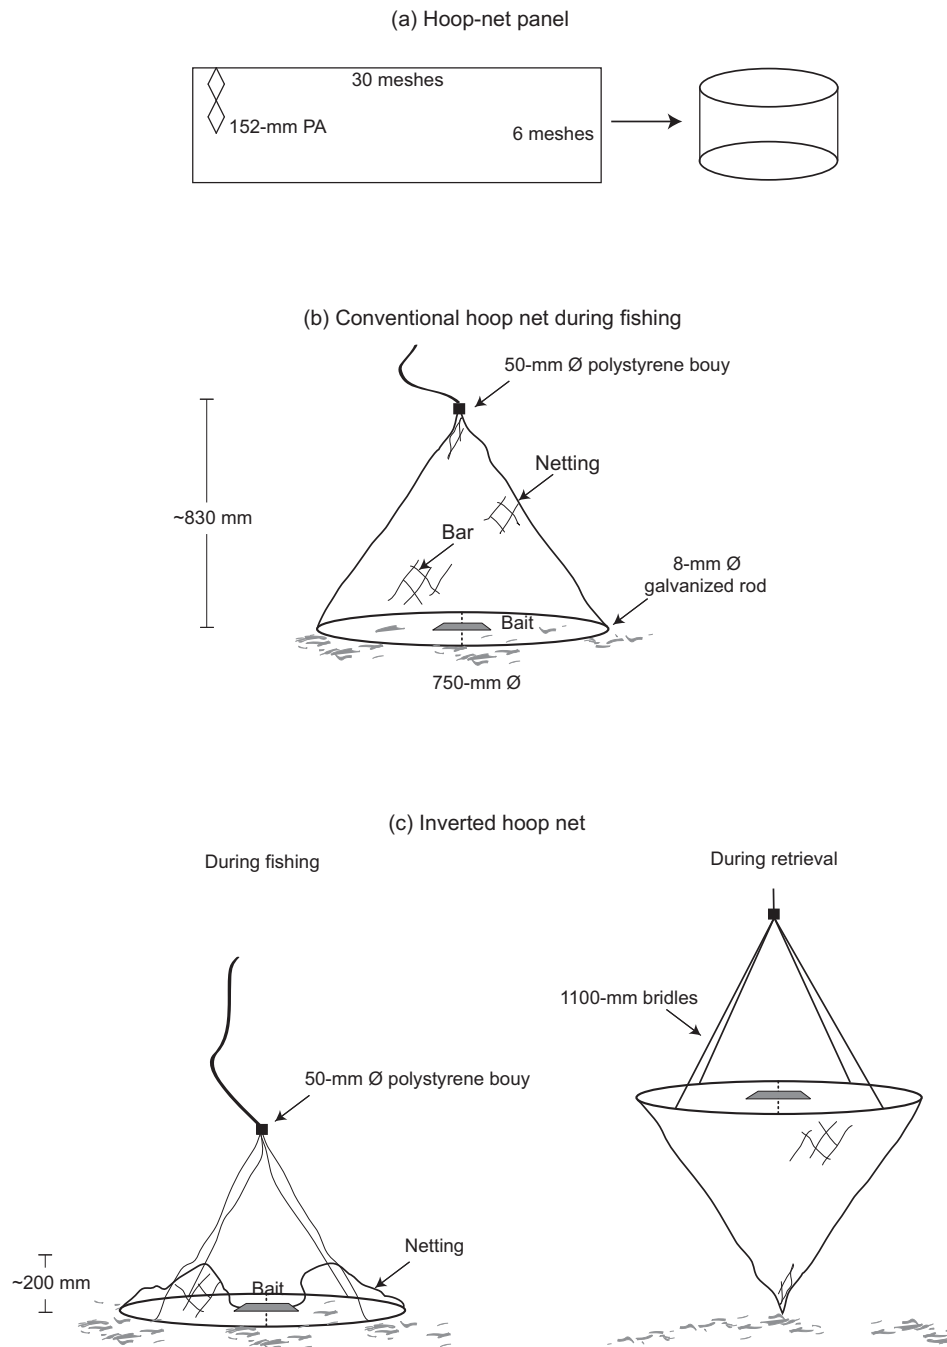 (a) Hoop-net panel
30 meshes
152-mm PA
6 meshes
(b) Conventional hoop net during fishing
50-mm Ø polystyrene bouy
Netting
~830 mm
Bar
8-mm Ø
galvanized rod
Bait
750-mm Ø
(c) Inverted hoop net
During fishing
During retrieval
1100-mm bridles
50-mm Ø polystyrene bouy
Netting
~200 mm
Bait